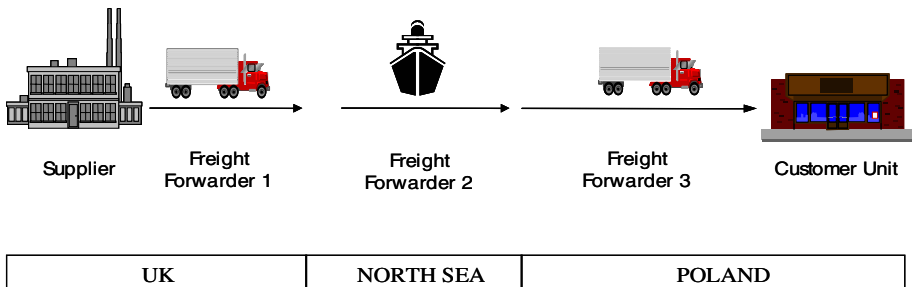 Supplier
Freight
Forwarder 1
Freight
Forwarder 2
Freight
Forwarder 3
Customer Unit
UK
NORTH SEA
POLAND